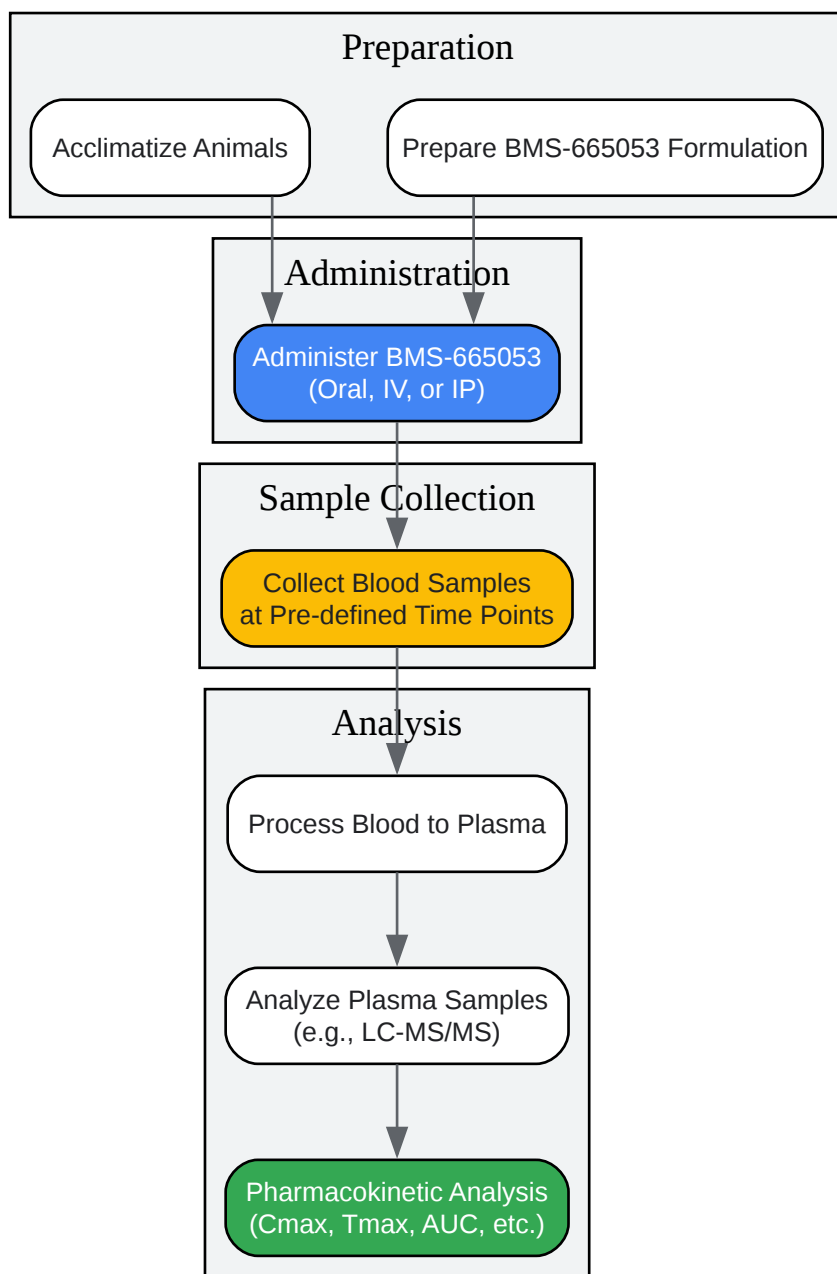 Preparation
Acclimatize Animals
Prepare BMS-665053 Formulation
Administration
Administer BMS-665053
(Oral, IV, or IP)
Sample Collection
Collect Blood Samples
at Pre-defined Time Points
Analysis
Process Blood to Plasma
Analyze Plasma Samples
(e.g., LC-MS/MS)
Pharmacokinetic Analysis
(Cmax, Tmax, AUC, etc.)